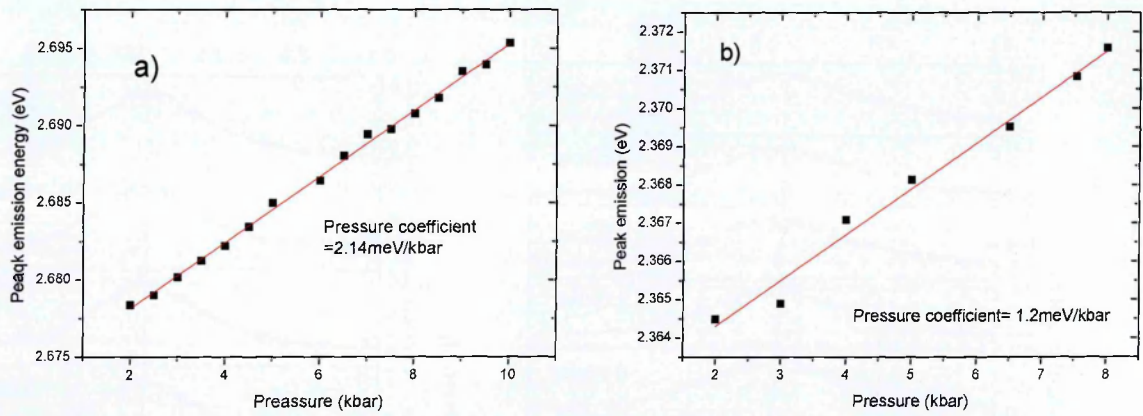 a)
2.695
2.690
2.685
2.680
2.675
Peaqk emission energy (eV)
Pressure coefficient
=2.14meV/kbar
2 4 6 8 10
Preassure (kbar)
b)
2.372
2.371
2.370
2.369
2.368
2.367
2.366
2.365
2.364
Peak emission (eV)
Pressure coefficient= 1.2meV/kbar
2 3 4 5 6 7 8
Pressure (kbar)